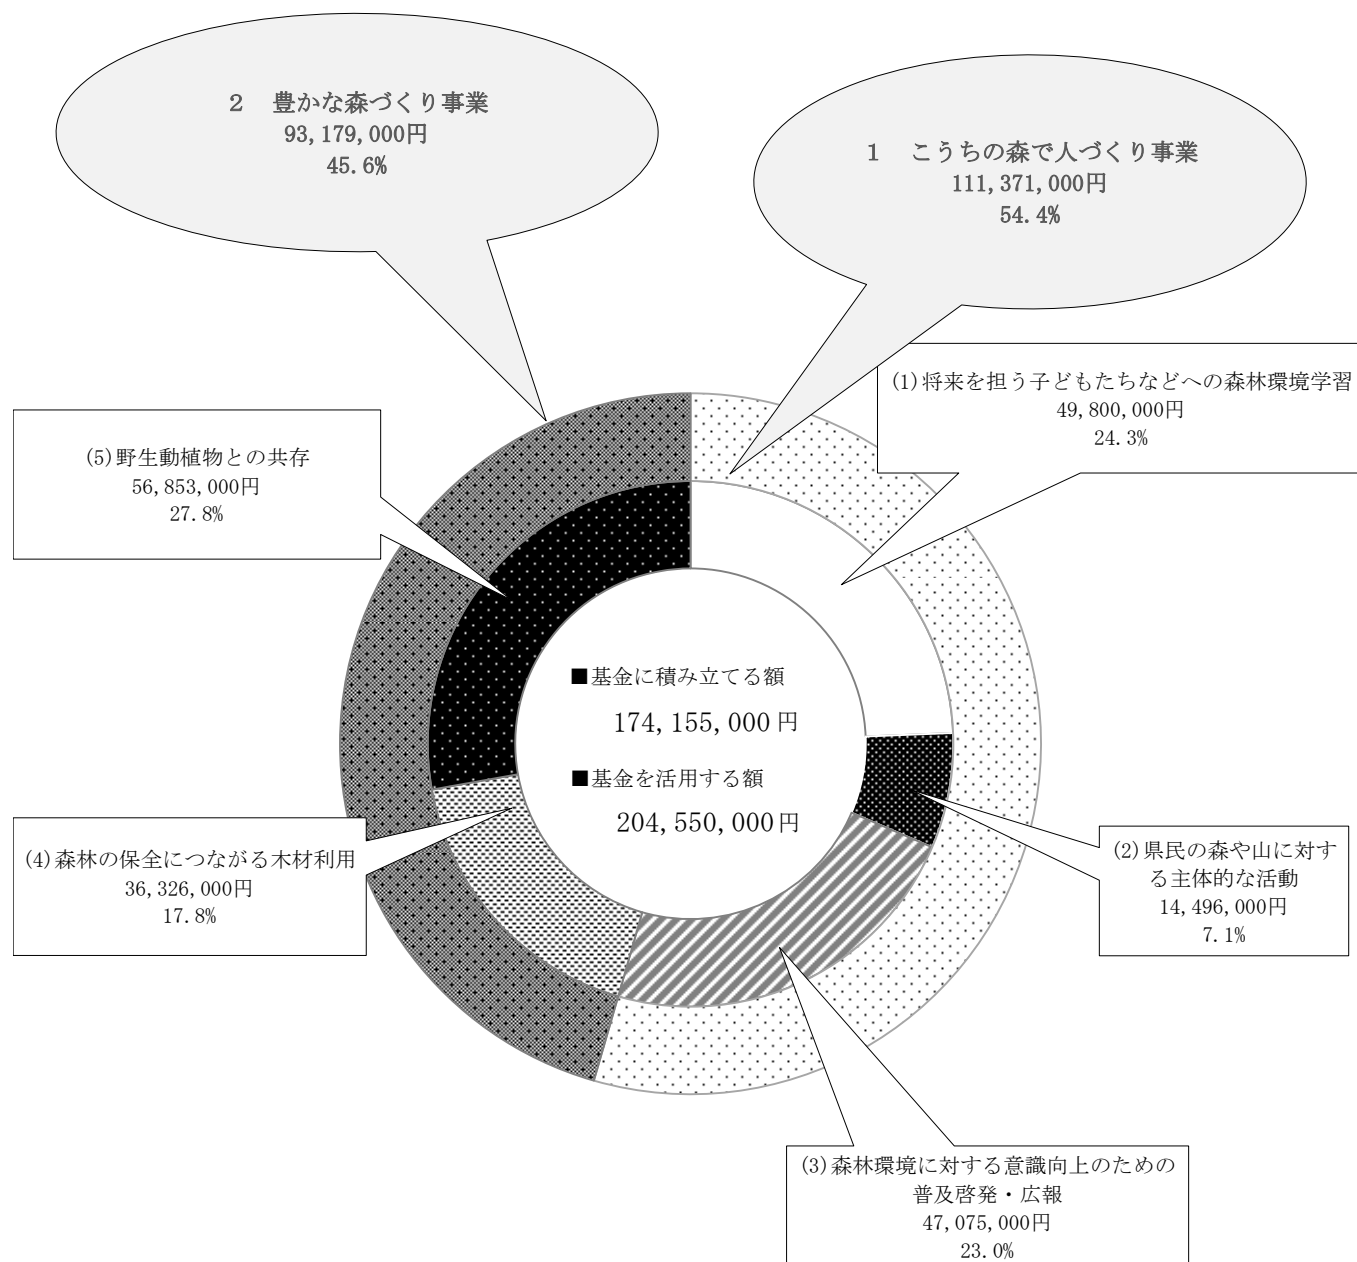 2　豊かな森づくり事業
93,179,000円
45.6%
1　こうちの森で人づくり事業
111,371,000円
54.4%
(1)将来を担う子どもたちなどへの森林環境学習
49,800,000円
24.3%
(5)野生動植物との共存
56,853,000円
27.8%
■基金に積み立てる額
174,155,000円
■基金を活用する額
204,550,000円
(4)森林の保全につながる木材利用
36,326,000円
17.8%
(2)県民の森や山に対す
る主体的な活動
14,496,000円
7.1%
(3)森林環境に対する意識向上のための
普及啓発・広報
47,075,000円
23.0%